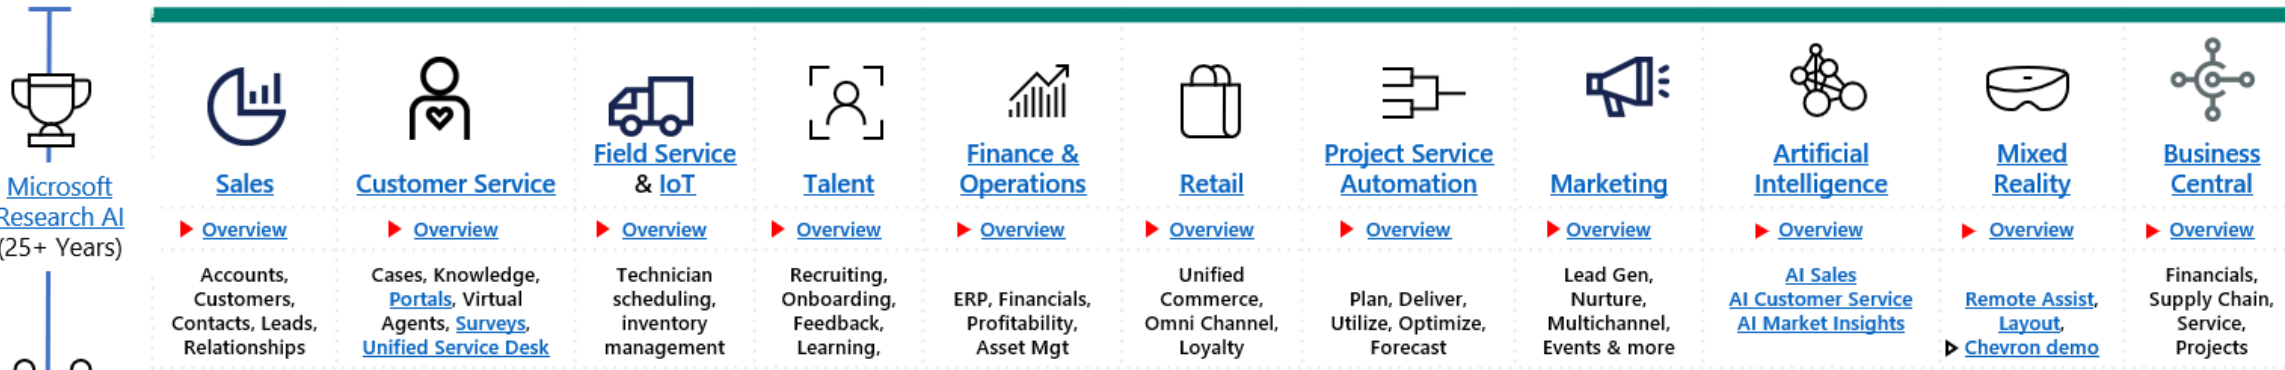 Microsoft
Research AI
(25+ Years)
Sales
Overview
Accounts,
Customers,
Contacts, Leads,
Relationships
Customer Service
Overview
Cases, Knowledge,
Portals, Virtual
Agents, Surveys,
Unified Service Desk
Field Service
& IoT
Overview
Technician
scheduling,
inventory
management
Talent
Overview
Recruiting,
Onboarding,
Feedback,
Learning,
Finance &
Operations
Overview
ERP, Financials,
Profitability,
Asset Mgt
Retail
Overview
Unified
Commerce,
Omni Channel,
Loyalty
Project Service
Automation
Overview
Plan, Deliver,
Utilize, Optimize,
Forecast
Marketing
Overview
Lead Gen,
Nurture,
Multichannel,
Events & more
Artificial
Intelligence
Overview
AI Sales
AI Customer Service
AI Market Insights
Mixed
Reality
Overview
Remote Assist,
Layout,
Chevron demo
Business
Central
Overview
Financials,
Supply Chain,
Service,
Projects